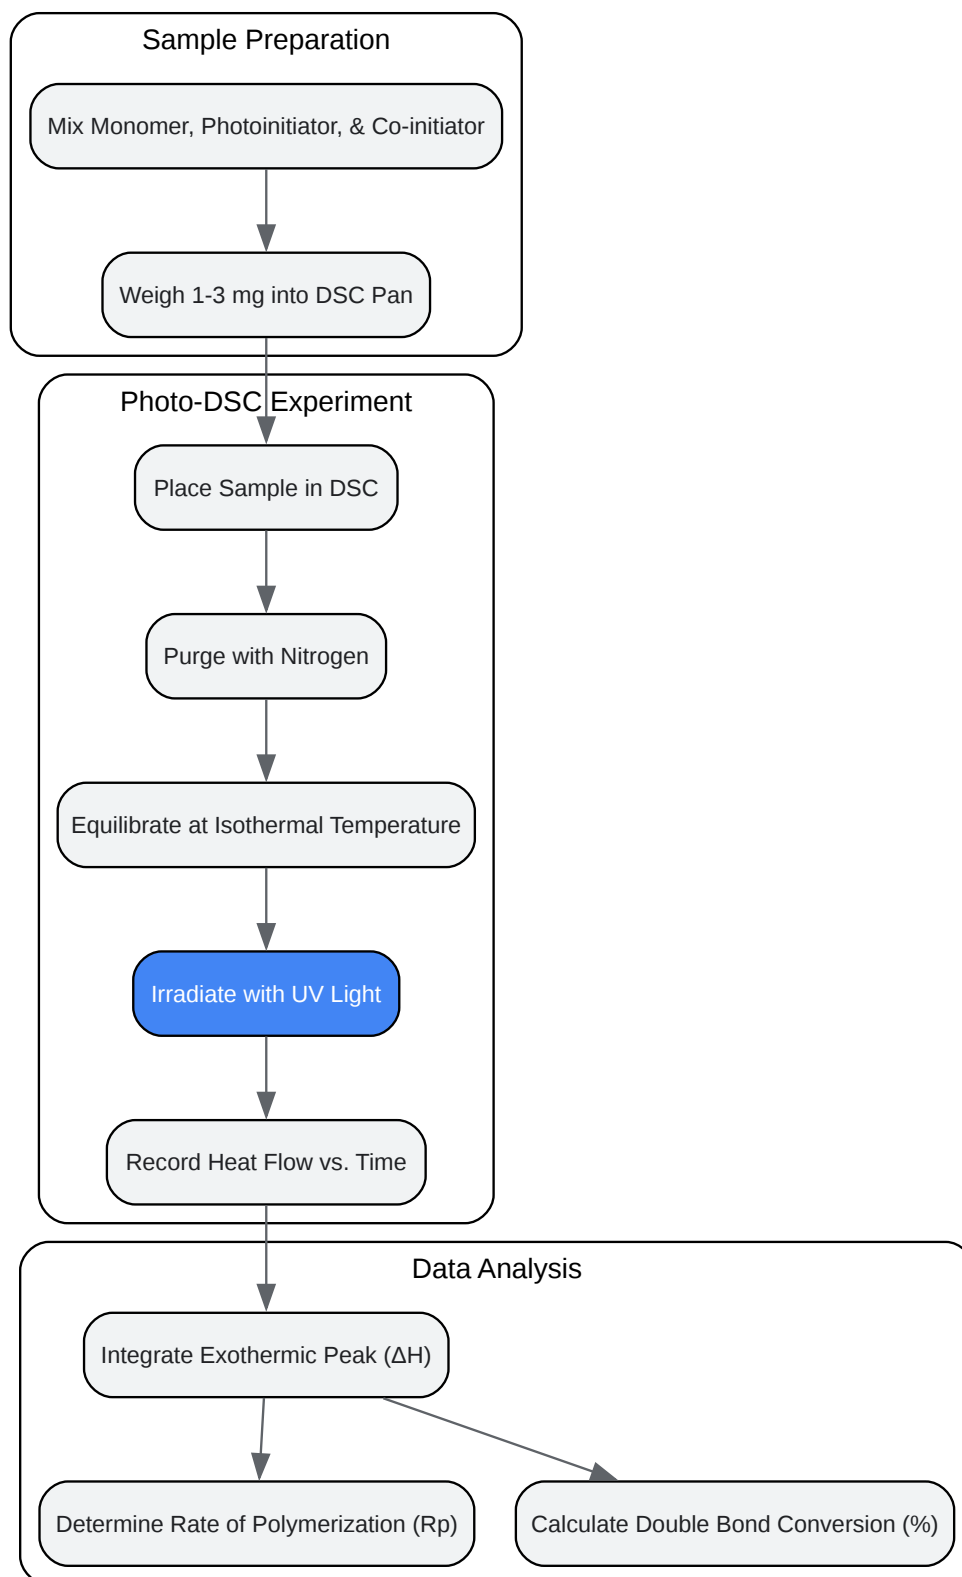 Sample Preparation
Mix Monomer, Photoinitiator, & Co-initiator
Weigh 1-3 mg into DSC Pan
Photo-DSC Experiment
Place Sample in DSC
Purge with Nitrogen
Equilibrate at Isothermal Temperature
Irradiate with UV Light
Record Heat Flow vs. Time
Data Analysis
Integrate Exothermic Peak (ΔH)
Determine Rate of Polymerization (Rp)
Calculate Double Bond Conversion (%)